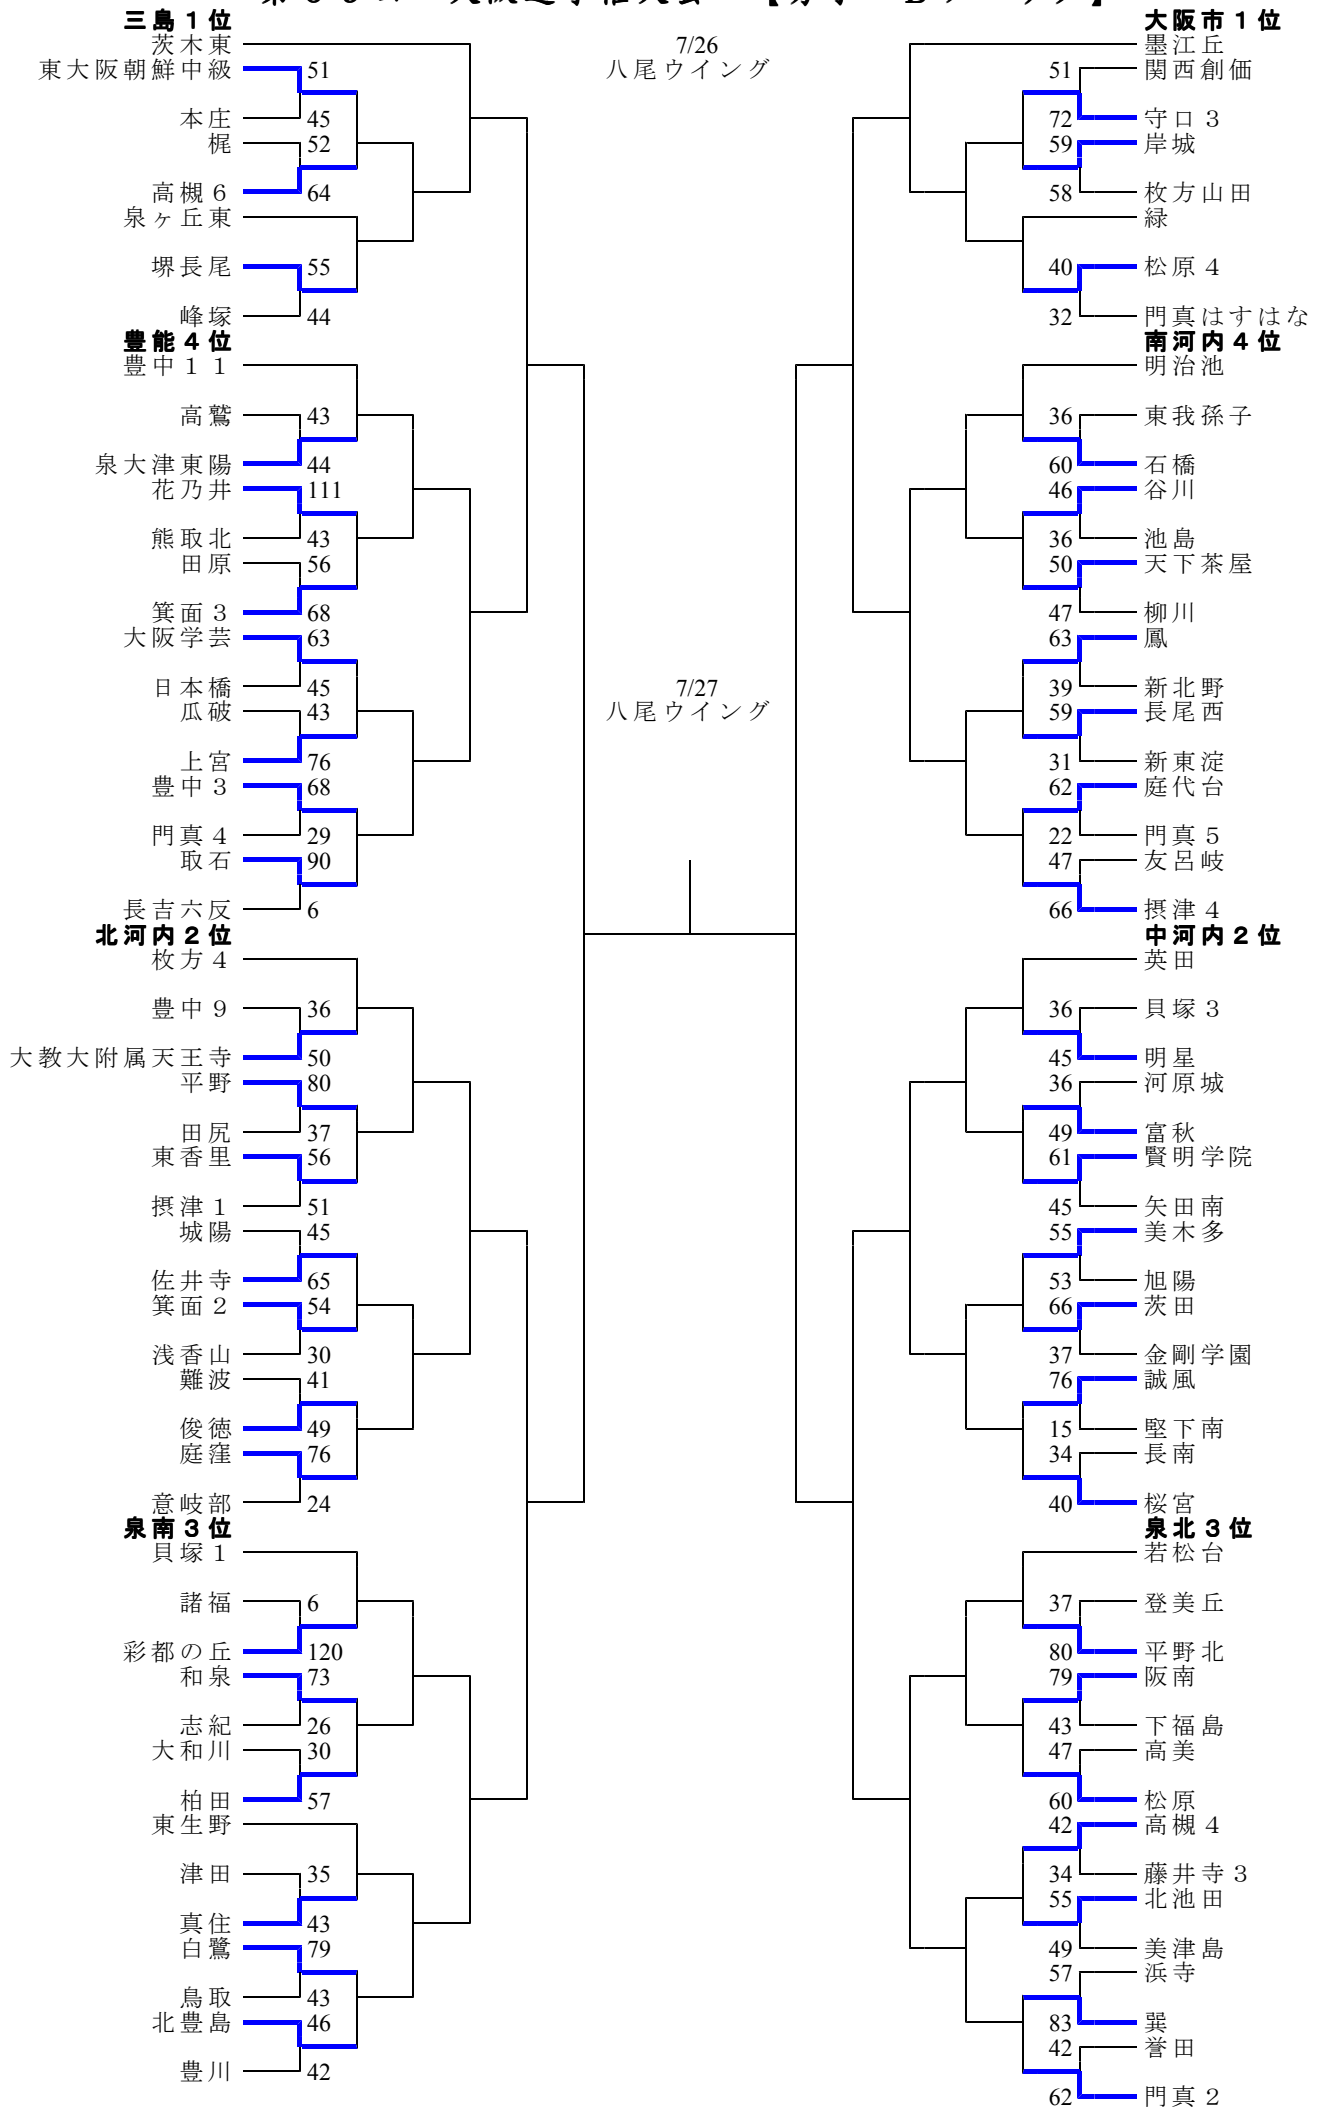 三島１位
茨木東
東大阪朝鮮中級 51
本庄 45
梶 52
高槻６ 64
泉ヶ丘東
堺長尾 55
峰塚 44
豊能４位
豊中１１
高鷲 43
泉大津東陽 44
花乃井 111
熊取北 43
田原 56
箕面３ 68
大阪学芸 63
日本橋 45
瓜破 43
上宮 76
豊中３ 68
門真４ 29
取石 90
長吉六反 6
北河内２位
枚方４
豊中９ 36
大教大附属天王寺 50
平野 80
田尻 37
東香里 56
摂津１ 51
城陽 45
佐井寺 65
箕面２ 54
浅香山 30
難波 41
俊徳 49
庭窪 76
意岐部 24
泉南３位
貝塚１
諸福 6
彩都の丘 120
和泉 73
志紀 26
大和川 30
柏田 57
東生野
津田 35
真住 43
白鷺 79
鳥取 43
北豊島 46
豊川 42
7/26
八尾ウイング
7/27
八尾ウイング
大阪市１位
墨江丘
51 関西創価
72 守口３
59 岸城
58 枚方山田
緑
40 松原４
32 門真はすはな
南河内４位
明治池
36 東我孫子
60 石橋
46 谷川
36 池島
50 天下茶屋
47 柳川
63 鳳
39 新北野
59 長尾西
31 新東淀
62 庭代台
22 門真５
47 友呂岐
66 摂津４
中河内２位
英田
36 貝塚３
45 明星
36 河原城
49 富秋
61 賢明学院
45 矢田南
55 美木多
53 旭陽
66 茨田
37 金剛学園
76 誠風
15 堅下南
34 長南
40 桜宮
泉北３位
若松台
37 登美丘
80 平野北
79 阪南
43 下福島
47 高美
60 松原
42 高槻４
34 藤井寺３
55 北池田
49 美津島
57 浜寺
83 巽
42 誉田
62 門真２